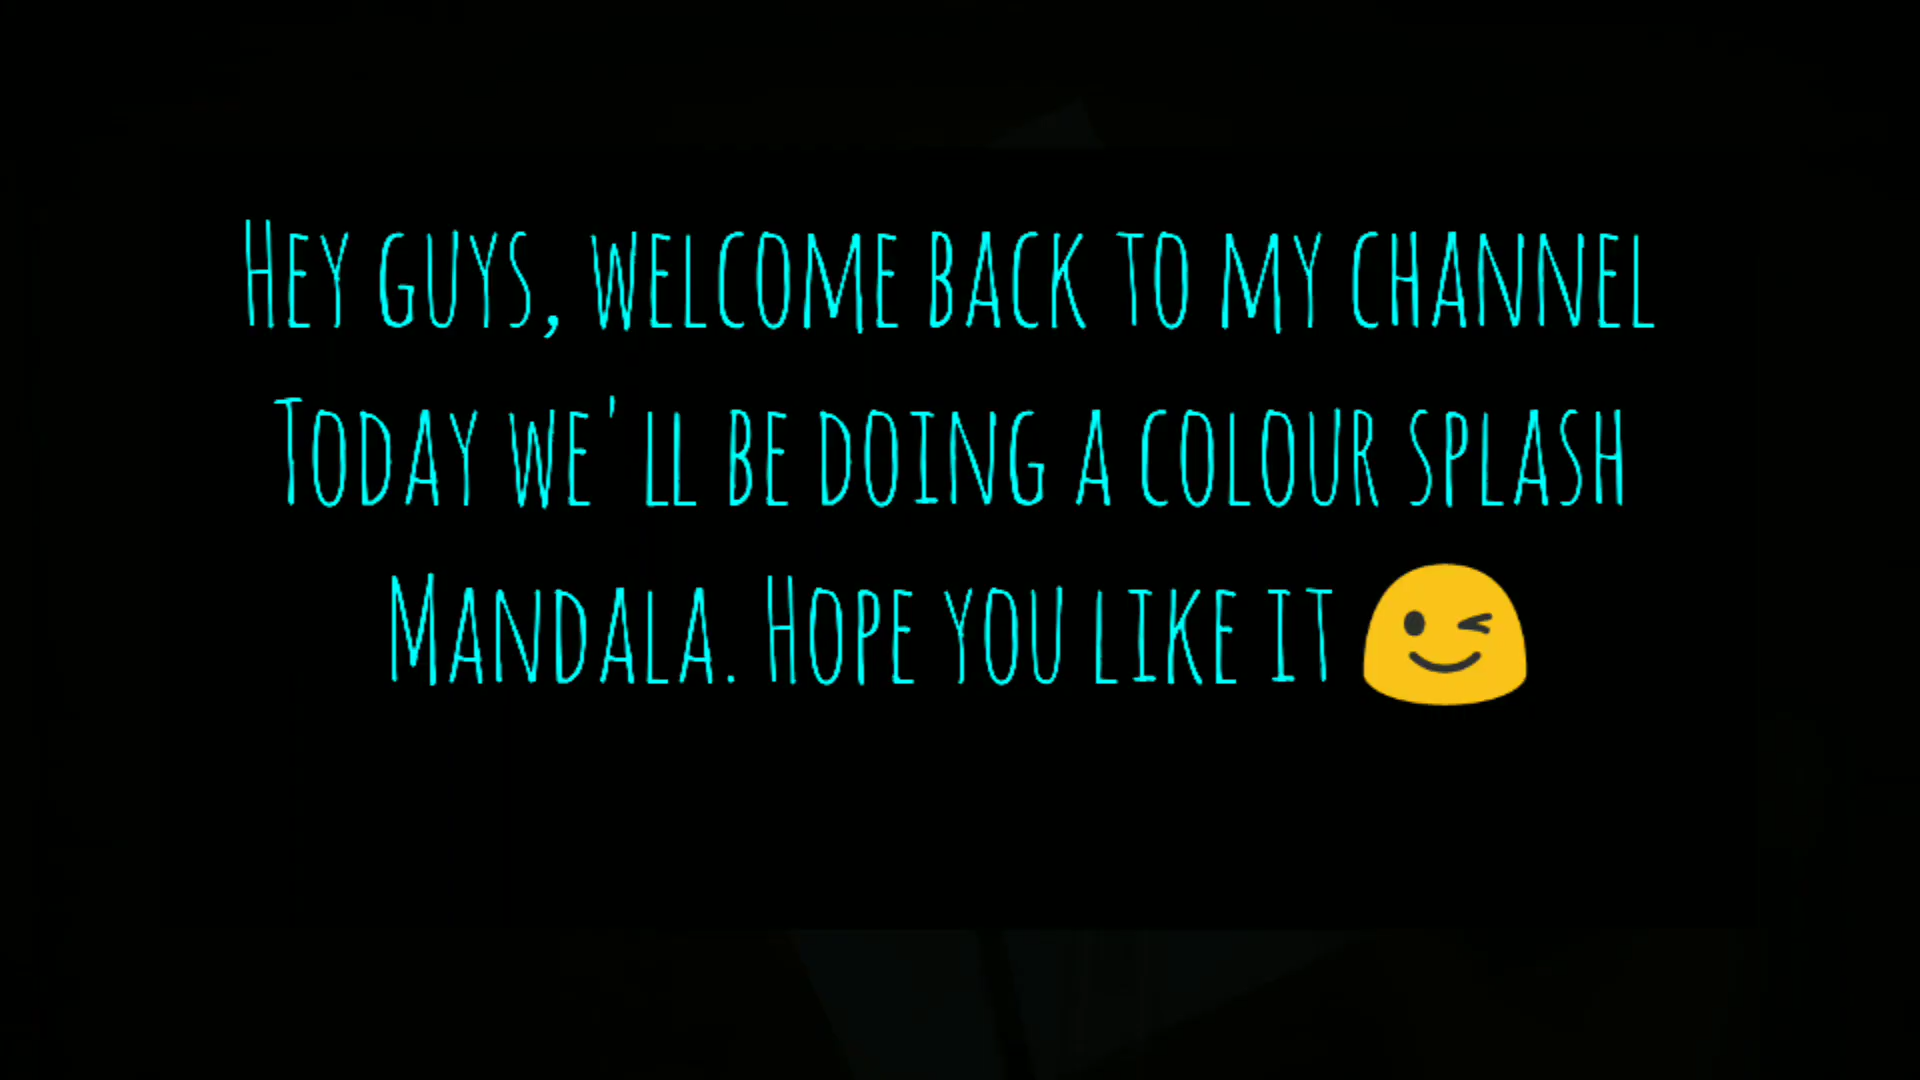 Hey guys, welcome back to my channel
Today we'll be doing a colour splash
Mandala. Hope you like it 😉